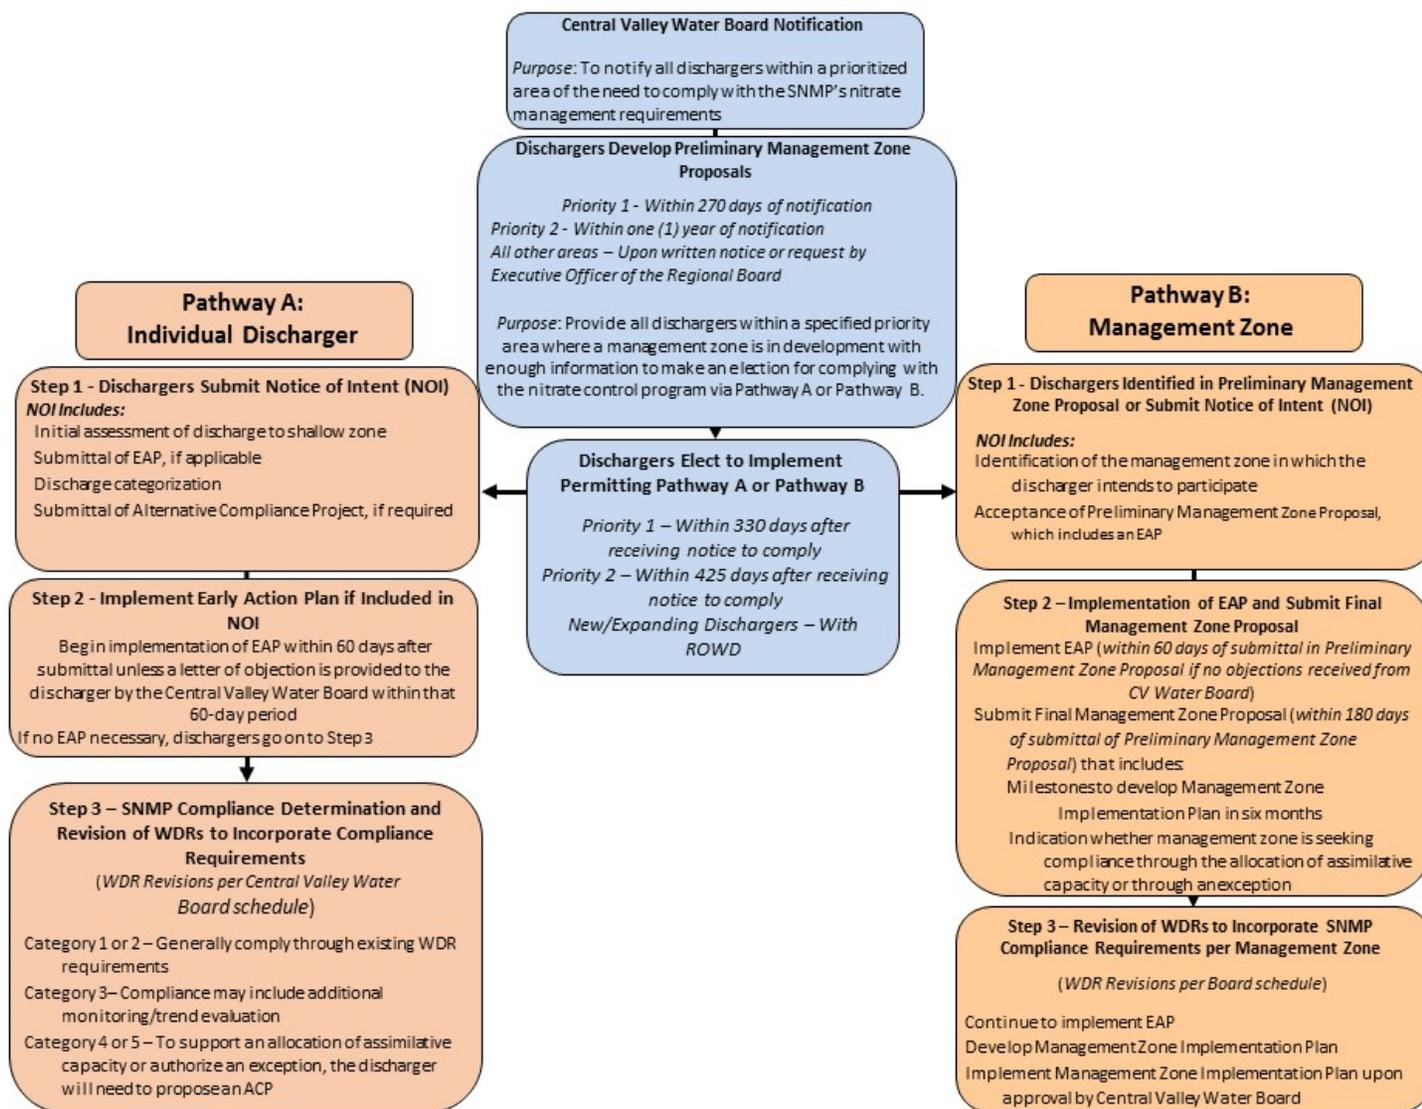 Central Valley Water Board Notification
Purpose: To notify all dischargers within a prioritized
area of the need to comply with the SNMP's nitrate
management requirements
Dischargers Develop Preliminary Management Zone
Proposals
Priority 1 - Within 270 days of notification
Priority 2 - Within one (1) year of notification
All other areas – Upon written notice or request by
Executive Officer of the Regional Board
Purpose: Provide all dischargers within a specified priority
area where a management zone is in development with
enough information to make an election for complying with
the nitrate control program via Pathway A or Pathway B.
Dischargers Elect to Implement
Permitting Pathway A or Pathway B
Priority 1 – Within 330 days after
receiving notice to comply
Priority 2 – Within 425 days after receiving
notice to comply
New/Expanding Dischargers – With
ROWD
Pathway A:
Individual Discharger
Step 1 - Dischargers Submit Notice of Intent (NOI)
NOI Includes:
Initial assessment of discharge to shallow zone
Submittal of EAP, if applicable
Discharge categorization
Submittal of Alternative Compliance Project, if required
Step 2 - Implement Early Action Plan if Included in
NOI
Begin implementation of EAP within 60 days after
submittal unless a letter of objection is provided to the
discharger by the Central Valley Water Board within that
60-day period
If no EAP necessary, dischargers go on to Step 3
Step 3 – SNMP Compliance Determination and
Revision of WDRs to Incorporate Compliance
Requirements
(WDR Revisions per Central Valley Water
Board schedule)
Category 1 or 2 – Generally comply through existing WDR
requirements
Category 3– Compliance may include additional
monitoring/trend evaluation
Category 4 or 5 – To support an allocation of assimilative
capacity or authorize an exception, the discharger
will need to propose an ACP
Pathway B:
Management Zone
Step 1 - Dischargers Identified in Preliminary Management
Zone Proposal or Submit Notice of Intent (NOI)
NOI Includes:
Identification of the management zone in which the
discharger intends to participate
Acceptance of Preliminary Management Zone Proposal,
which includes an EAP
Step 2 – Implementation of EAP and Submit Final
Management Zone Proposal
Implement EAP (within 60 days of submittal in Preliminary
Management Zone Proposal if no objections received from
CV Water Board)
Submit Final Management Zone Proposal (within 180 days
of submittal of Preliminary Management Zone
Proposal) that includes:
Milestones to develop Management Zone
Implementation Plan in six months
Indication whether management zone is seeking
compliance through the allocation of assimilative
capacity or through an exception
Step 3 – Revision of WDRs to Incorporate SNMP
Compliance Requirements per Management Zone
(WDR Revisions per Board schedule)
Continue to implement EAP
Develop Management Zone Implementation Plan
Implement Management Zone Implementation Plan upon
approval by Central Valley Water Board